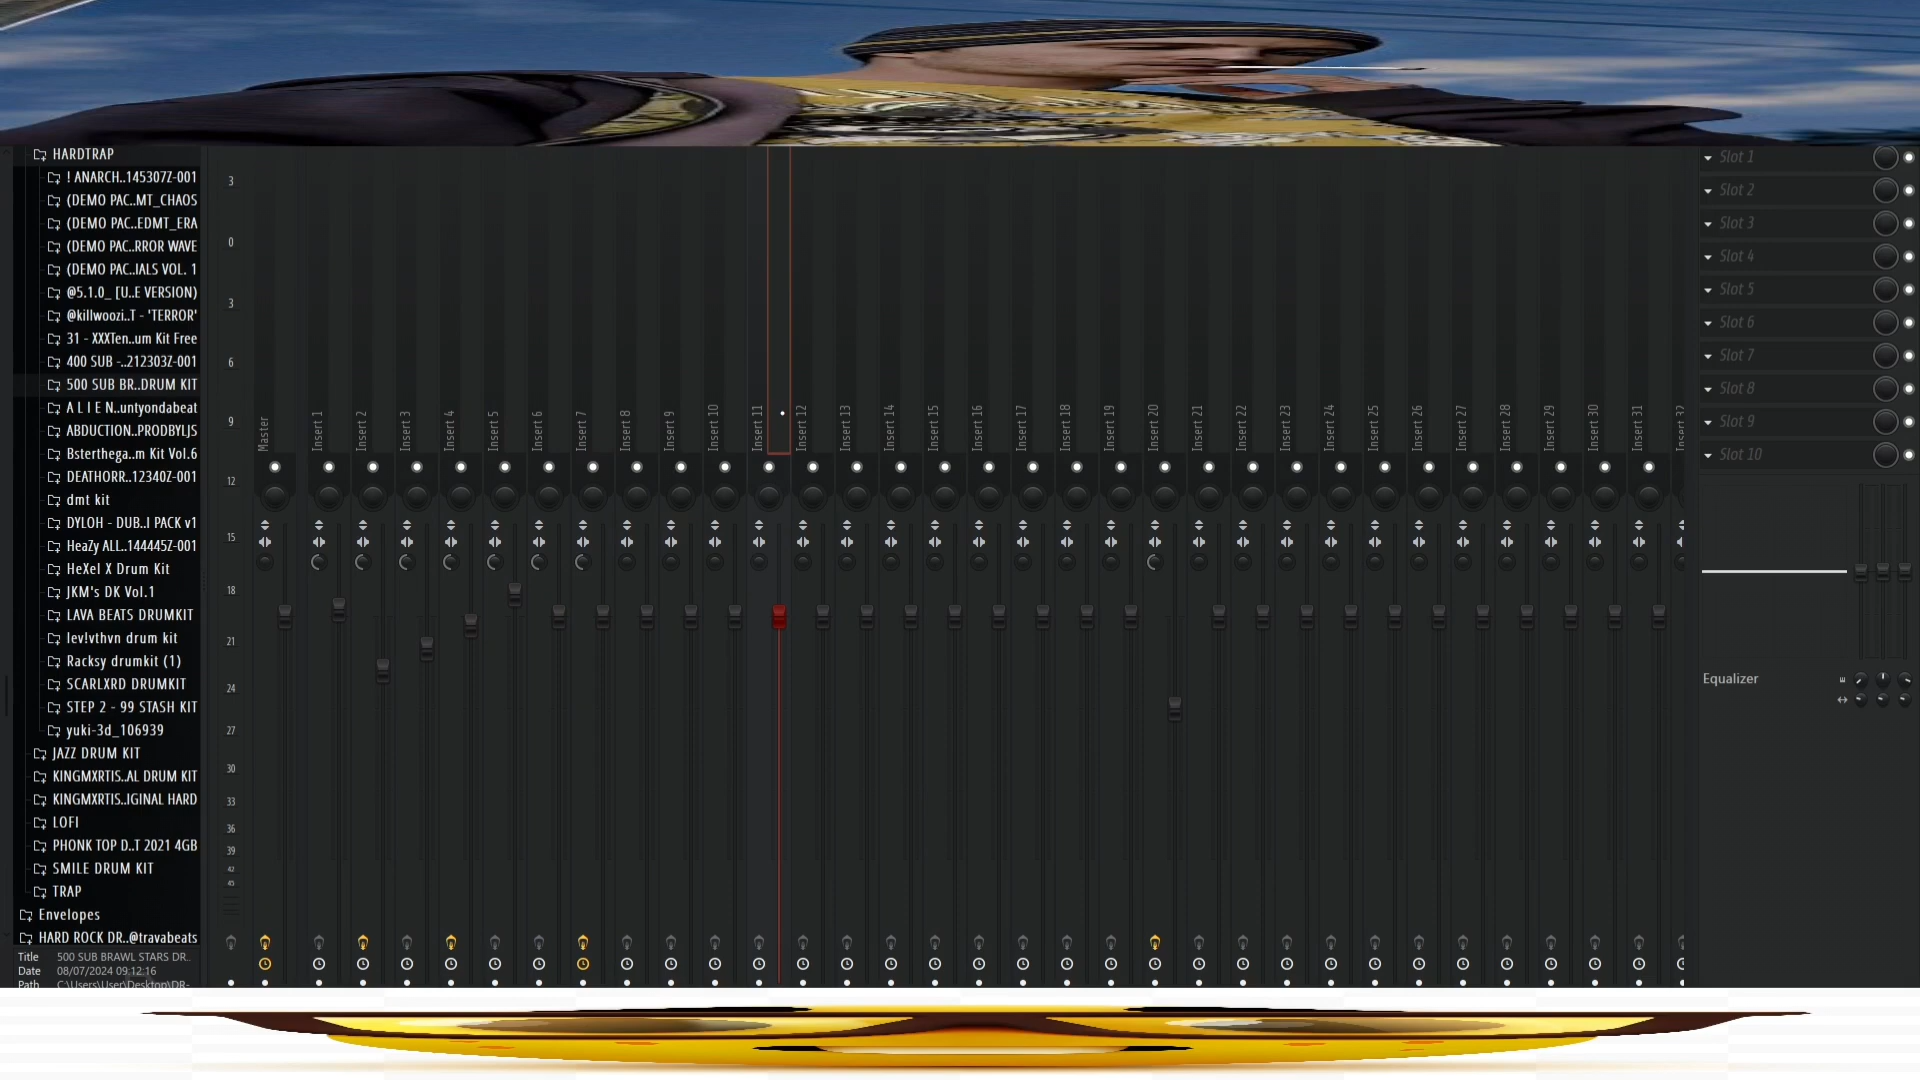 HARDTRAP
! ANARCH..145307Z-001
(DEMO PAC..MT_CHAOS
(DEMO PAC..EDMT_ERA
(DEMO PAC..RROR WAVE
(DEMO PAC..IALS VOL. 1
@5.1.0_ [U..E VERSION)
@killwoozi..T - 'TERROR'
31 - XXXTen..um Kit Free
400 SUB -..212303Z-001
500 SUB BR..DRUM KIT
A L I E N..untyondabeat
ABDUCTION..PRODBYLJS
Bsterthega..m Kit Vol.6
DEATHORR..12340Z-001
dmt kit
DYLOH - DUB..I PACK v1
HeaZy ALL..144445Z-001
HeXel X Drum Kit
JKM's DK Vol.1
LAVA BEATS DRUMKIT
lev!vthvn drum kit
Racksy drumkit (1)
SCARLXRD DRUMKIT
STEP 2 - 99 STASH KIT
yuki-3d_106939
JAZZ DRUM KIT
KINGMXRTIS..AL DRUM KIT
KINGMXRTIS..IGINAL HARD
LOFI
PHONK TOP D..T 2021 4GB
SMILE DRUM KIT
TRAP
Envelopes
HARD ROCK DR..@travabeats
Title 500 SUB BRAWL STARS DR..
Date 08/07/2024 09:12:16
Path C:\Users\User\Desktop\DR-
3
0
3
6
9
12
15
18
21
24
27
30
33
36
39
42
45
Master
Insert 1
Insert 2
Insert 3
Insert 4
Insert 5
Insert 6
Insert 7
Insert 8
Insert 9
Insert 10
Insert 11
Insert 12
Insert 13
Insert 14
Insert 15
Insert 16
Insert 17
Insert 18
Insert 19
Insert 20
Insert 21
Insert 22
Insert 23
Insert 24
Insert 25
Insert 26
Insert 27
Insert 28
Insert 29
Insert 30
Insert 31
Insert 32
Slot 1
Slot 2
Slot 3
Slot 4
Slot 5
Slot 6
Slot 7
Slot 8
Slot 9
Slot 10
Equalizer